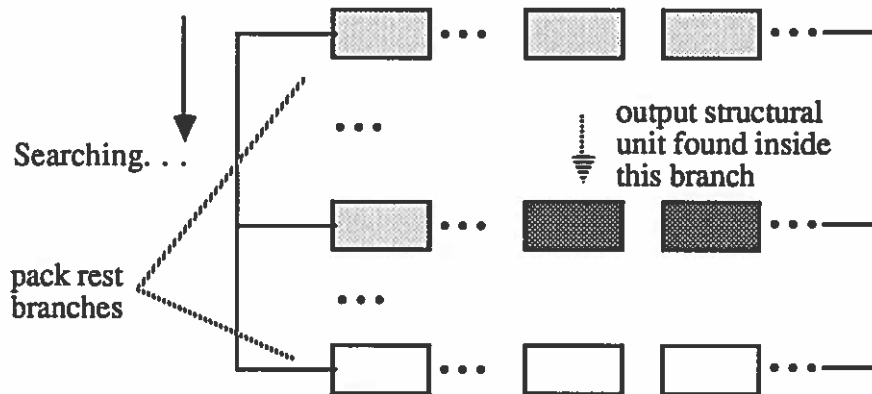 output structural
unit found inside
this branch
Searching. . .
pack rest
branches